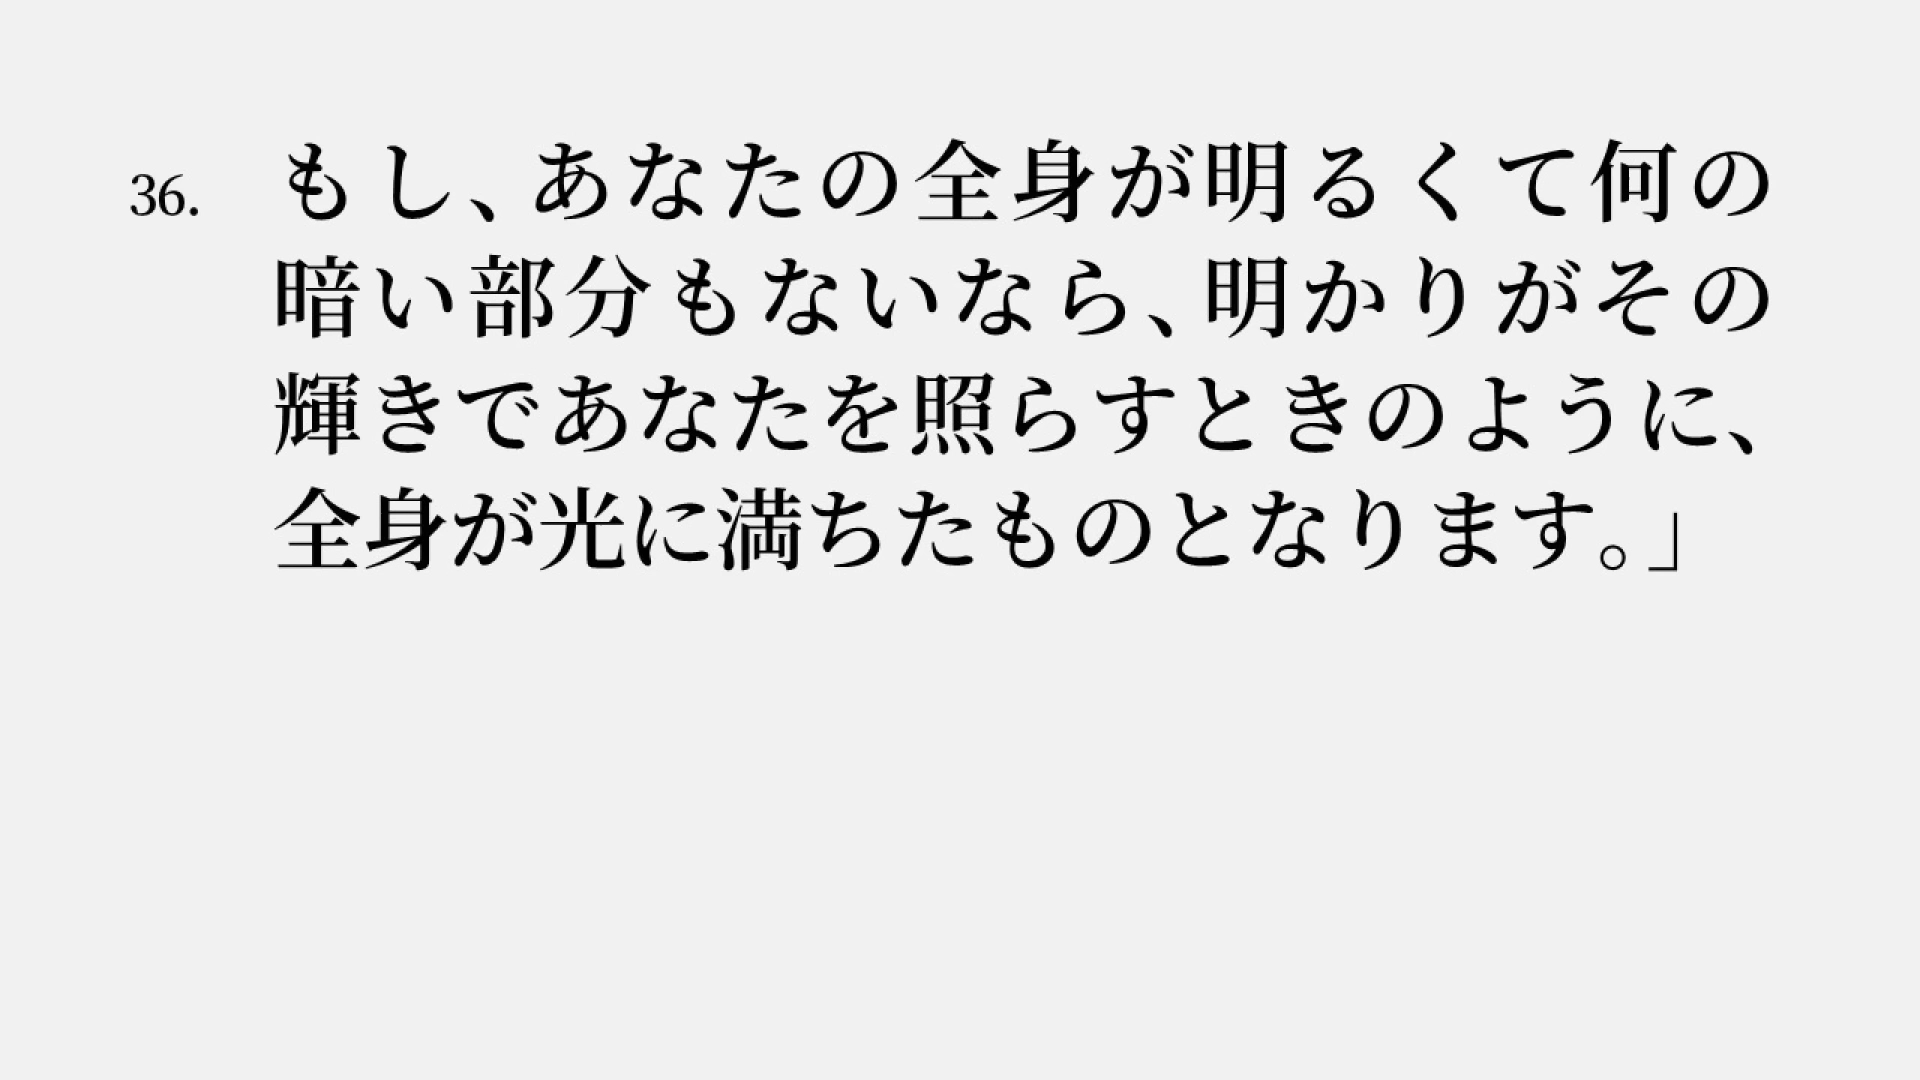 36. もし、あなたの全身が明るくて何の
暗い部分もないなら、明かりがその
輝きであなたを照らすときのように、
全身が光に満ちたものとなります。」